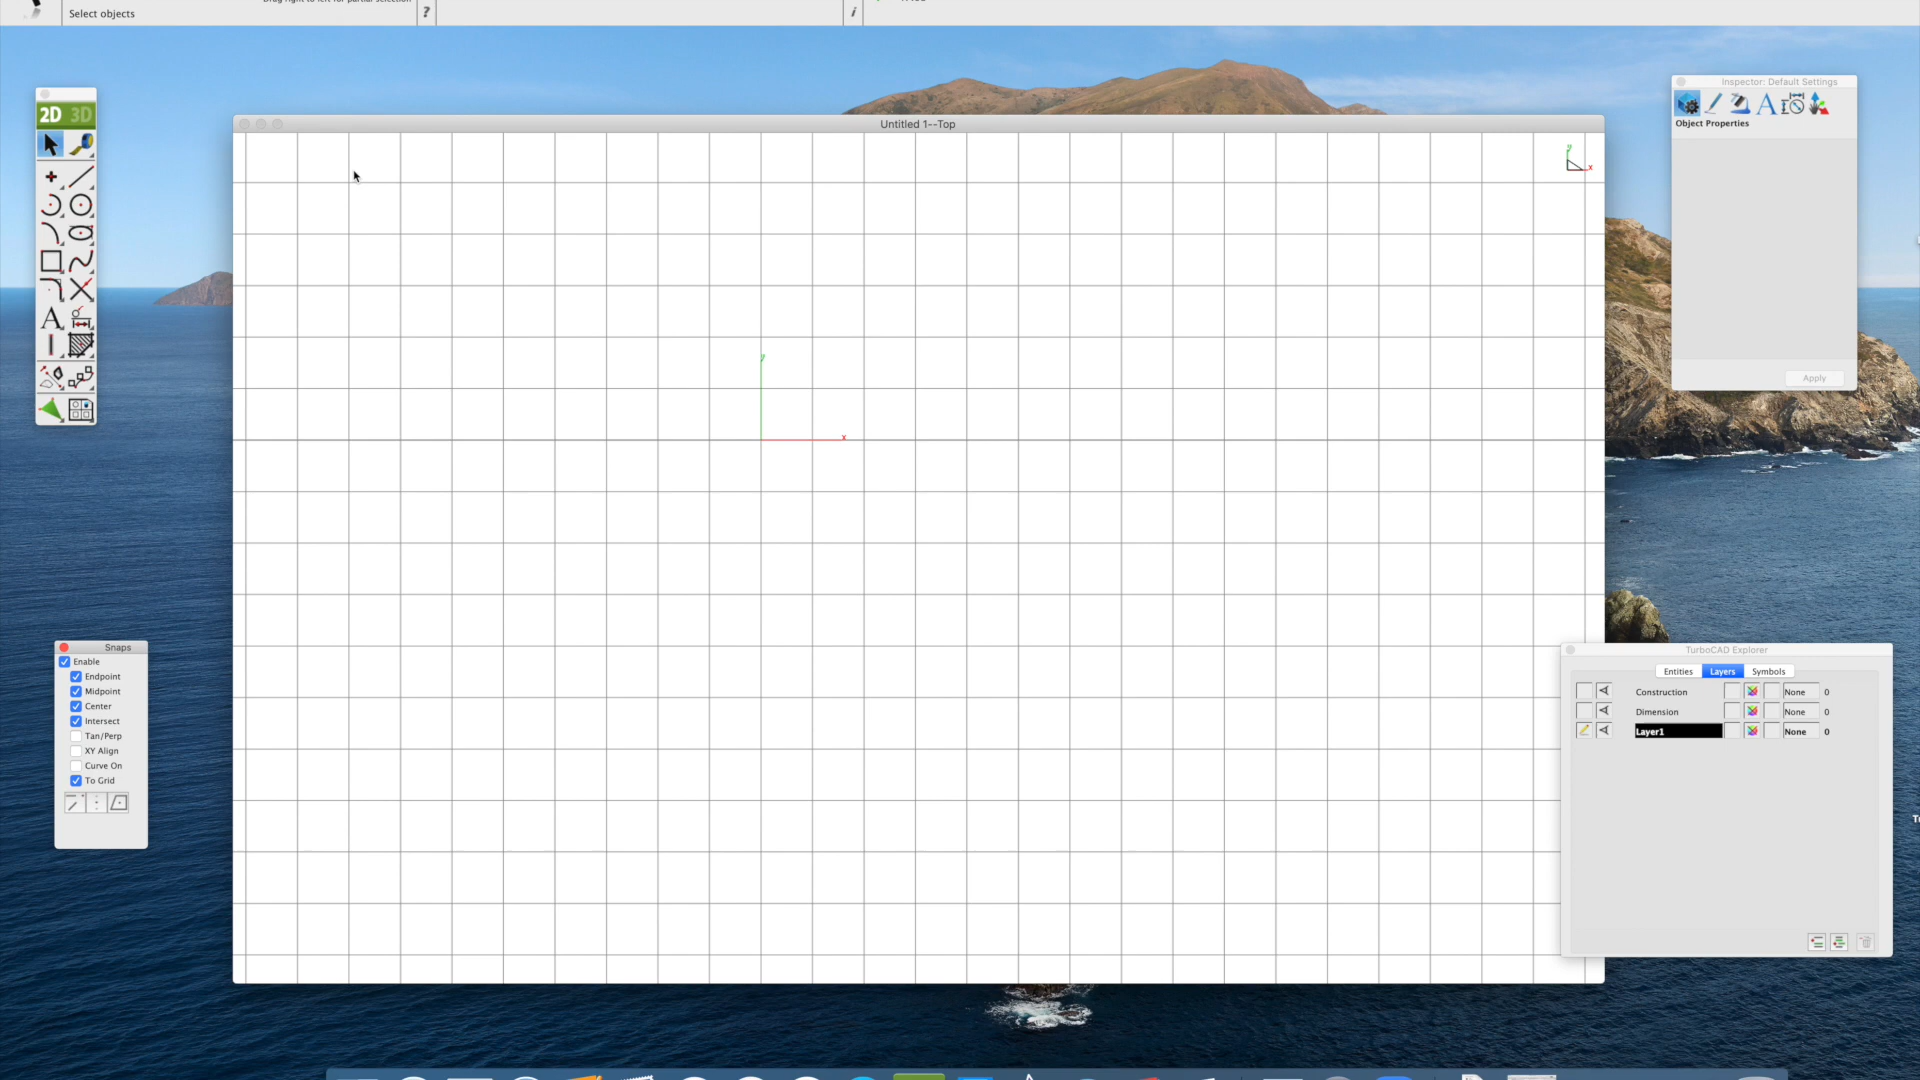 Select objects
?
i
2D 3D
A
Untitled 1--Top
y
x
y
x
Inspector: Default Settings
A
Object Properties
Apply
Snaps
Enable
Endpoint
Midpoint
Center
Intersect
Tan/Perp
XY Align
Curve On
To Grid
TurboCAD Explorer
Entities Layers Symbols
Construction None 0
Dimension None 0
Layer1 None 0